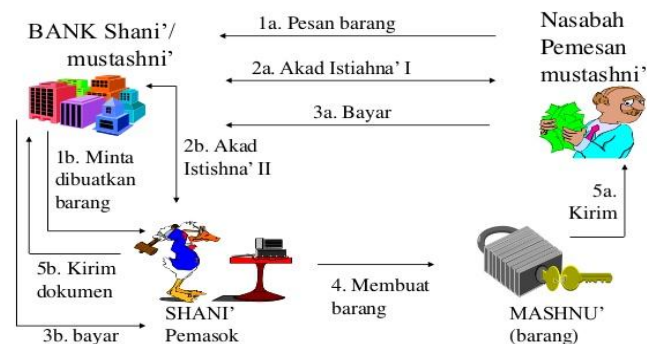 BANK Shani'/
mustashni'
1a. Pesan barang
Nasabah
Pemesan
mustashni'
2a. Akad Istiahna' I
3a. Bayar
1b. Minta
dibuatkan
barang
2b. Akad
Istishna' II
5a.
Kirim
5b. Kirim
dokumen
4. Membuat
barang
SHANI'
Pemasok
MASHNU'
(barang)
3b. bayar